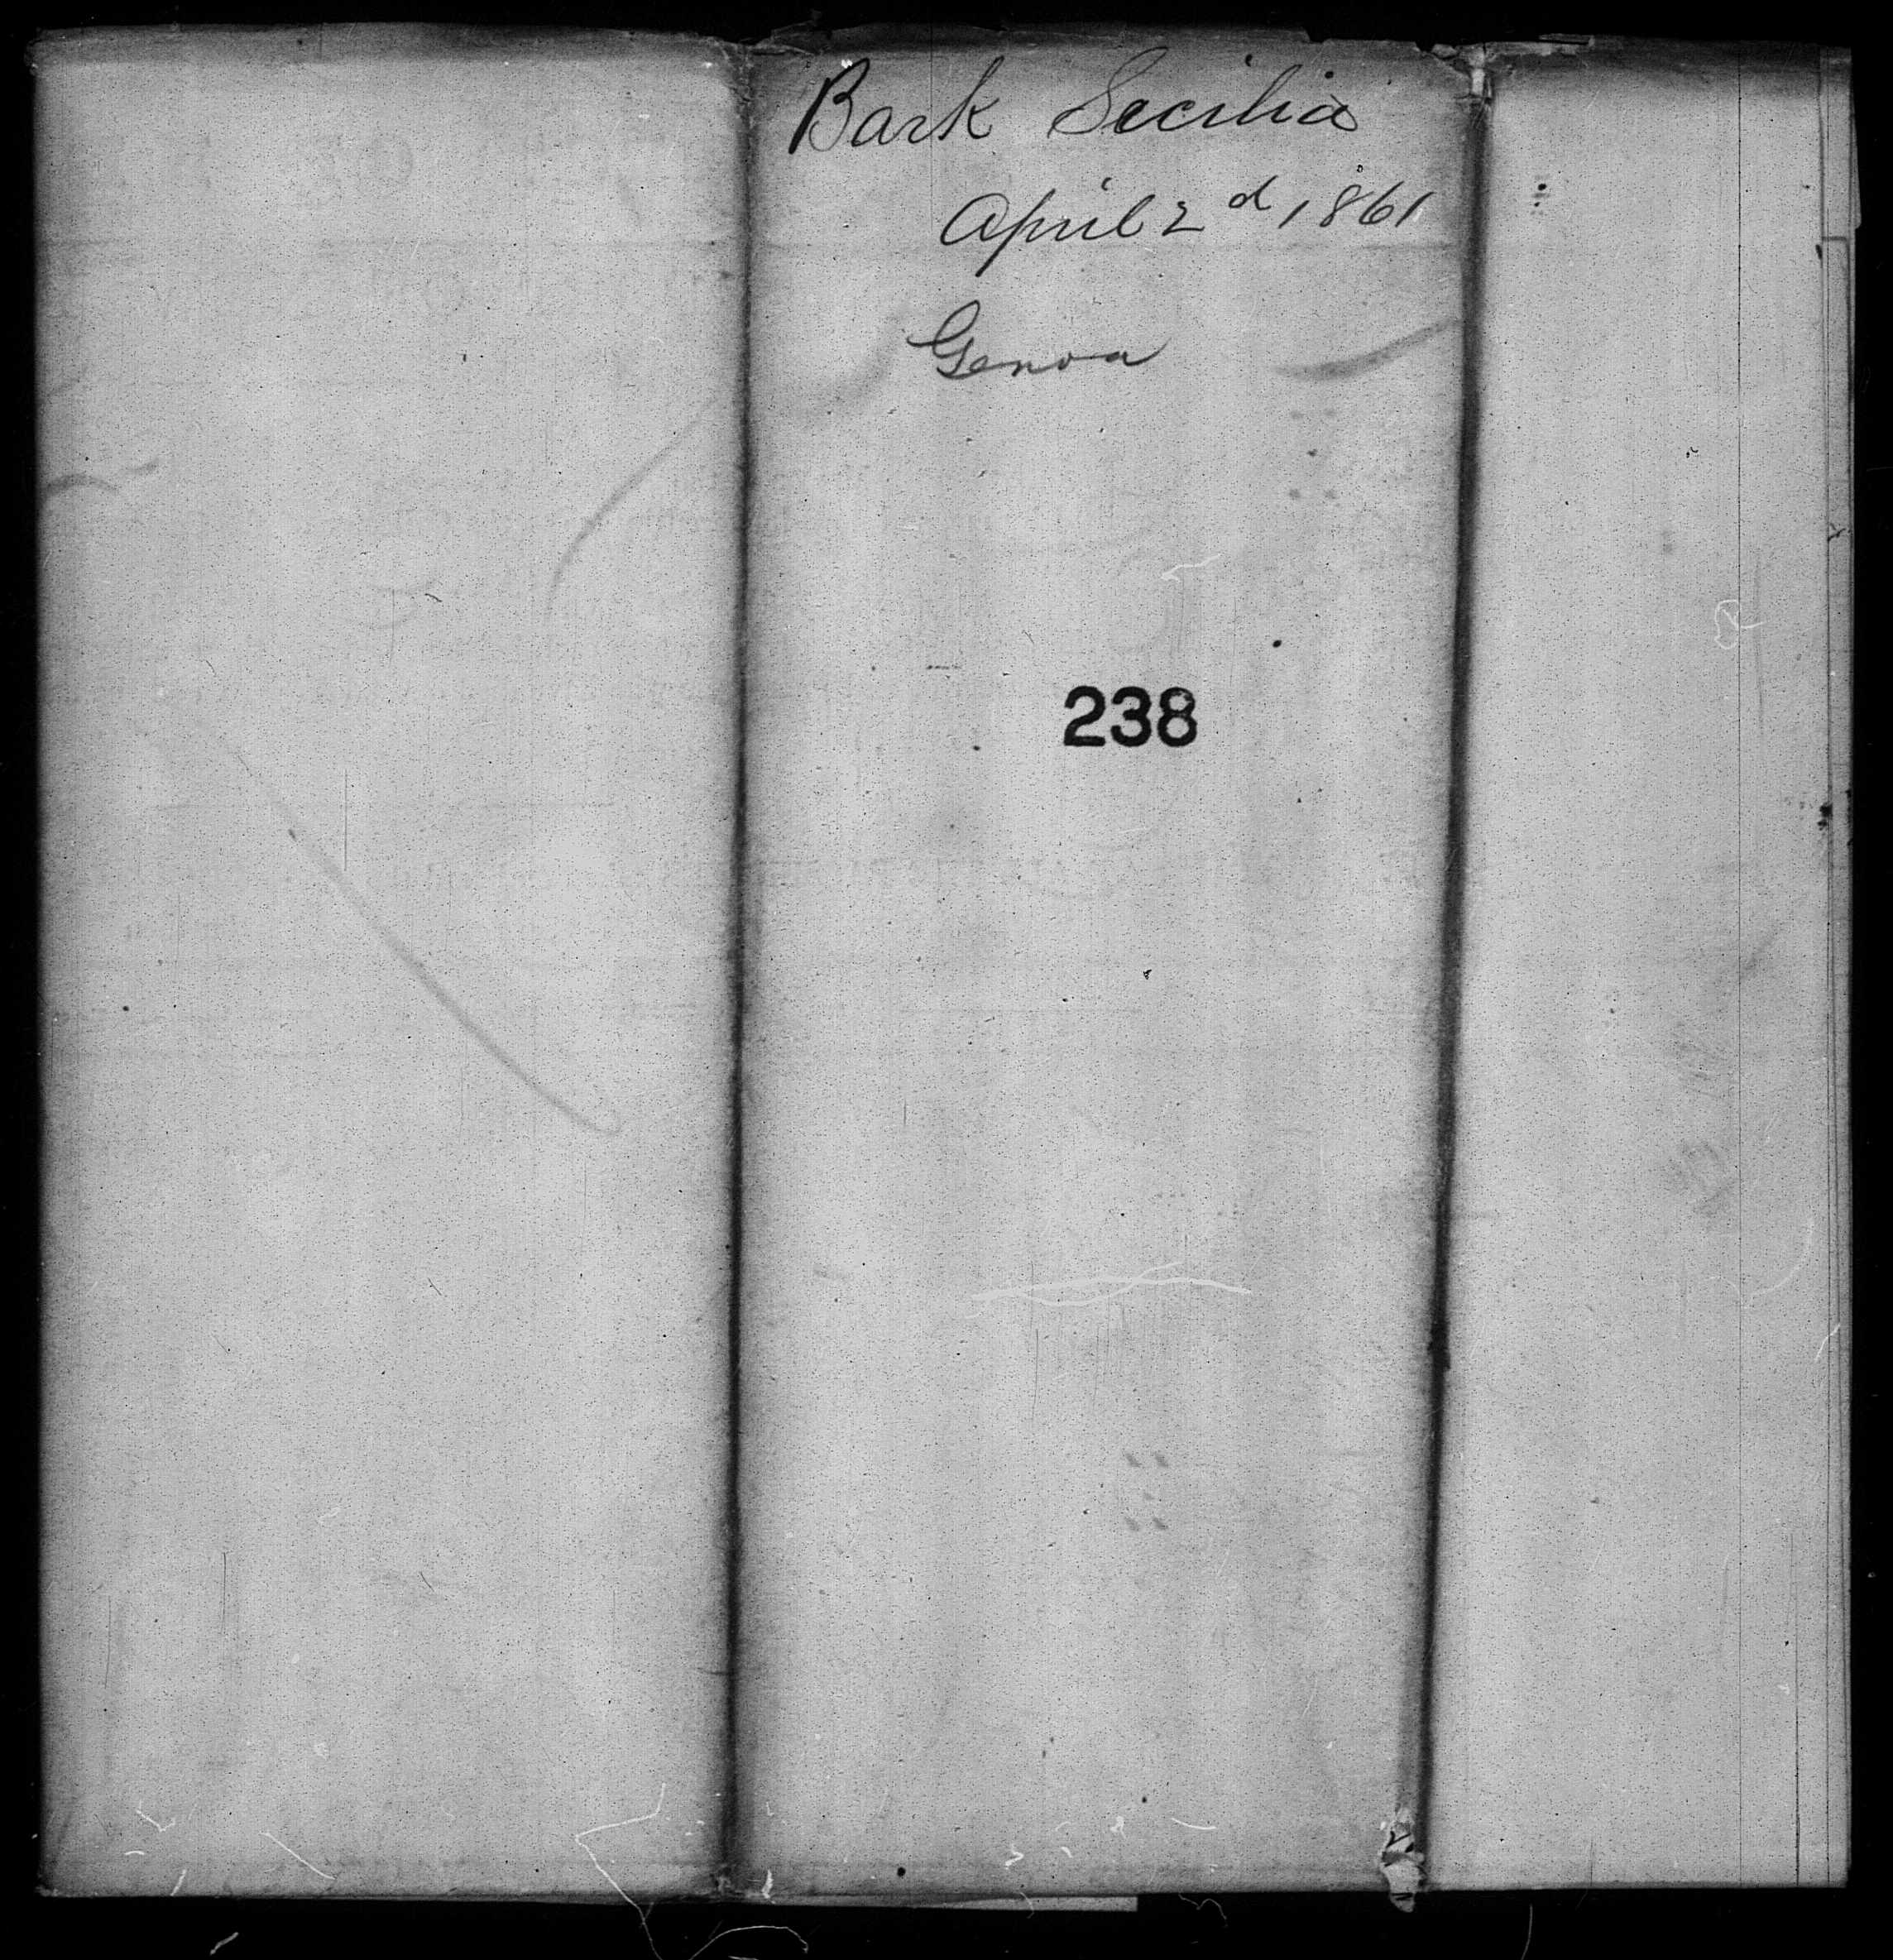 Bark Secilia
April 2d, 1861
Genoa
238